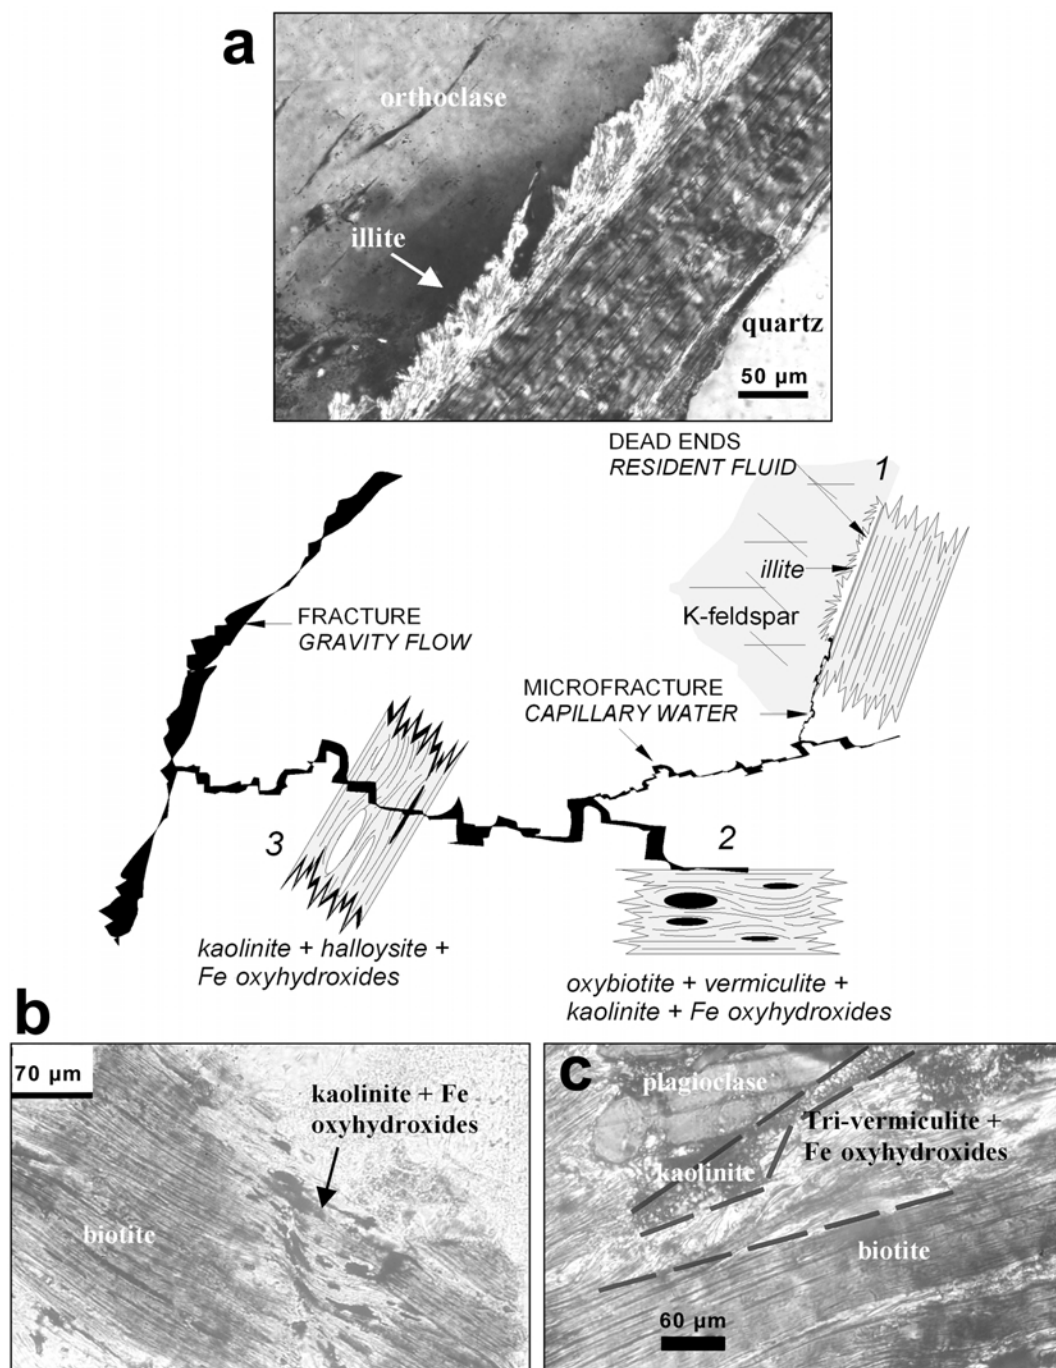 a
orthoclase
illite
quartz
50 µm
DEAD ENDS
RESIDENT FLUID
1
illite
K-feldspar
FRACTURE
GRAVITY FLOW
MICROFRACTURE
CAPILLARY WATER
2
3
kaolinite + halloysite +
Fe oxyhydroxides
oxybiotite + vermiculite +
kaolinite + Fe oxyhydroxides
b
70 µm
kaolinite + Fe
oxyhydroxides
biotite
c
plagioclase
Tri-vermiculite +
Fe oxyhydroxides
kaolinite
biotite
60 µm